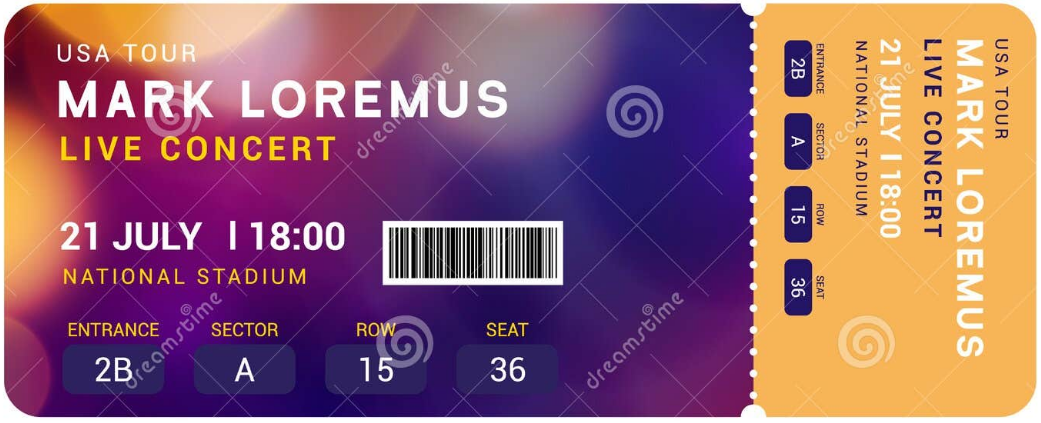 USA TOUR
MARK LOREMUS
LIVE CONCERT
21 JULY | 18:00
NATIONAL STADIUM
ENTRANCE SECTOR ROW SEAT
2B A 15 36
USA TOUR
MARK LOREMUS
LIVE CONCERT
21 JULY | 18:00
NATIONAL STADIUM
ENTRANCE SECTOR ROW SEAT
2B A 15 36
dreamstime
dreamstime
dreamstime
dreamstime